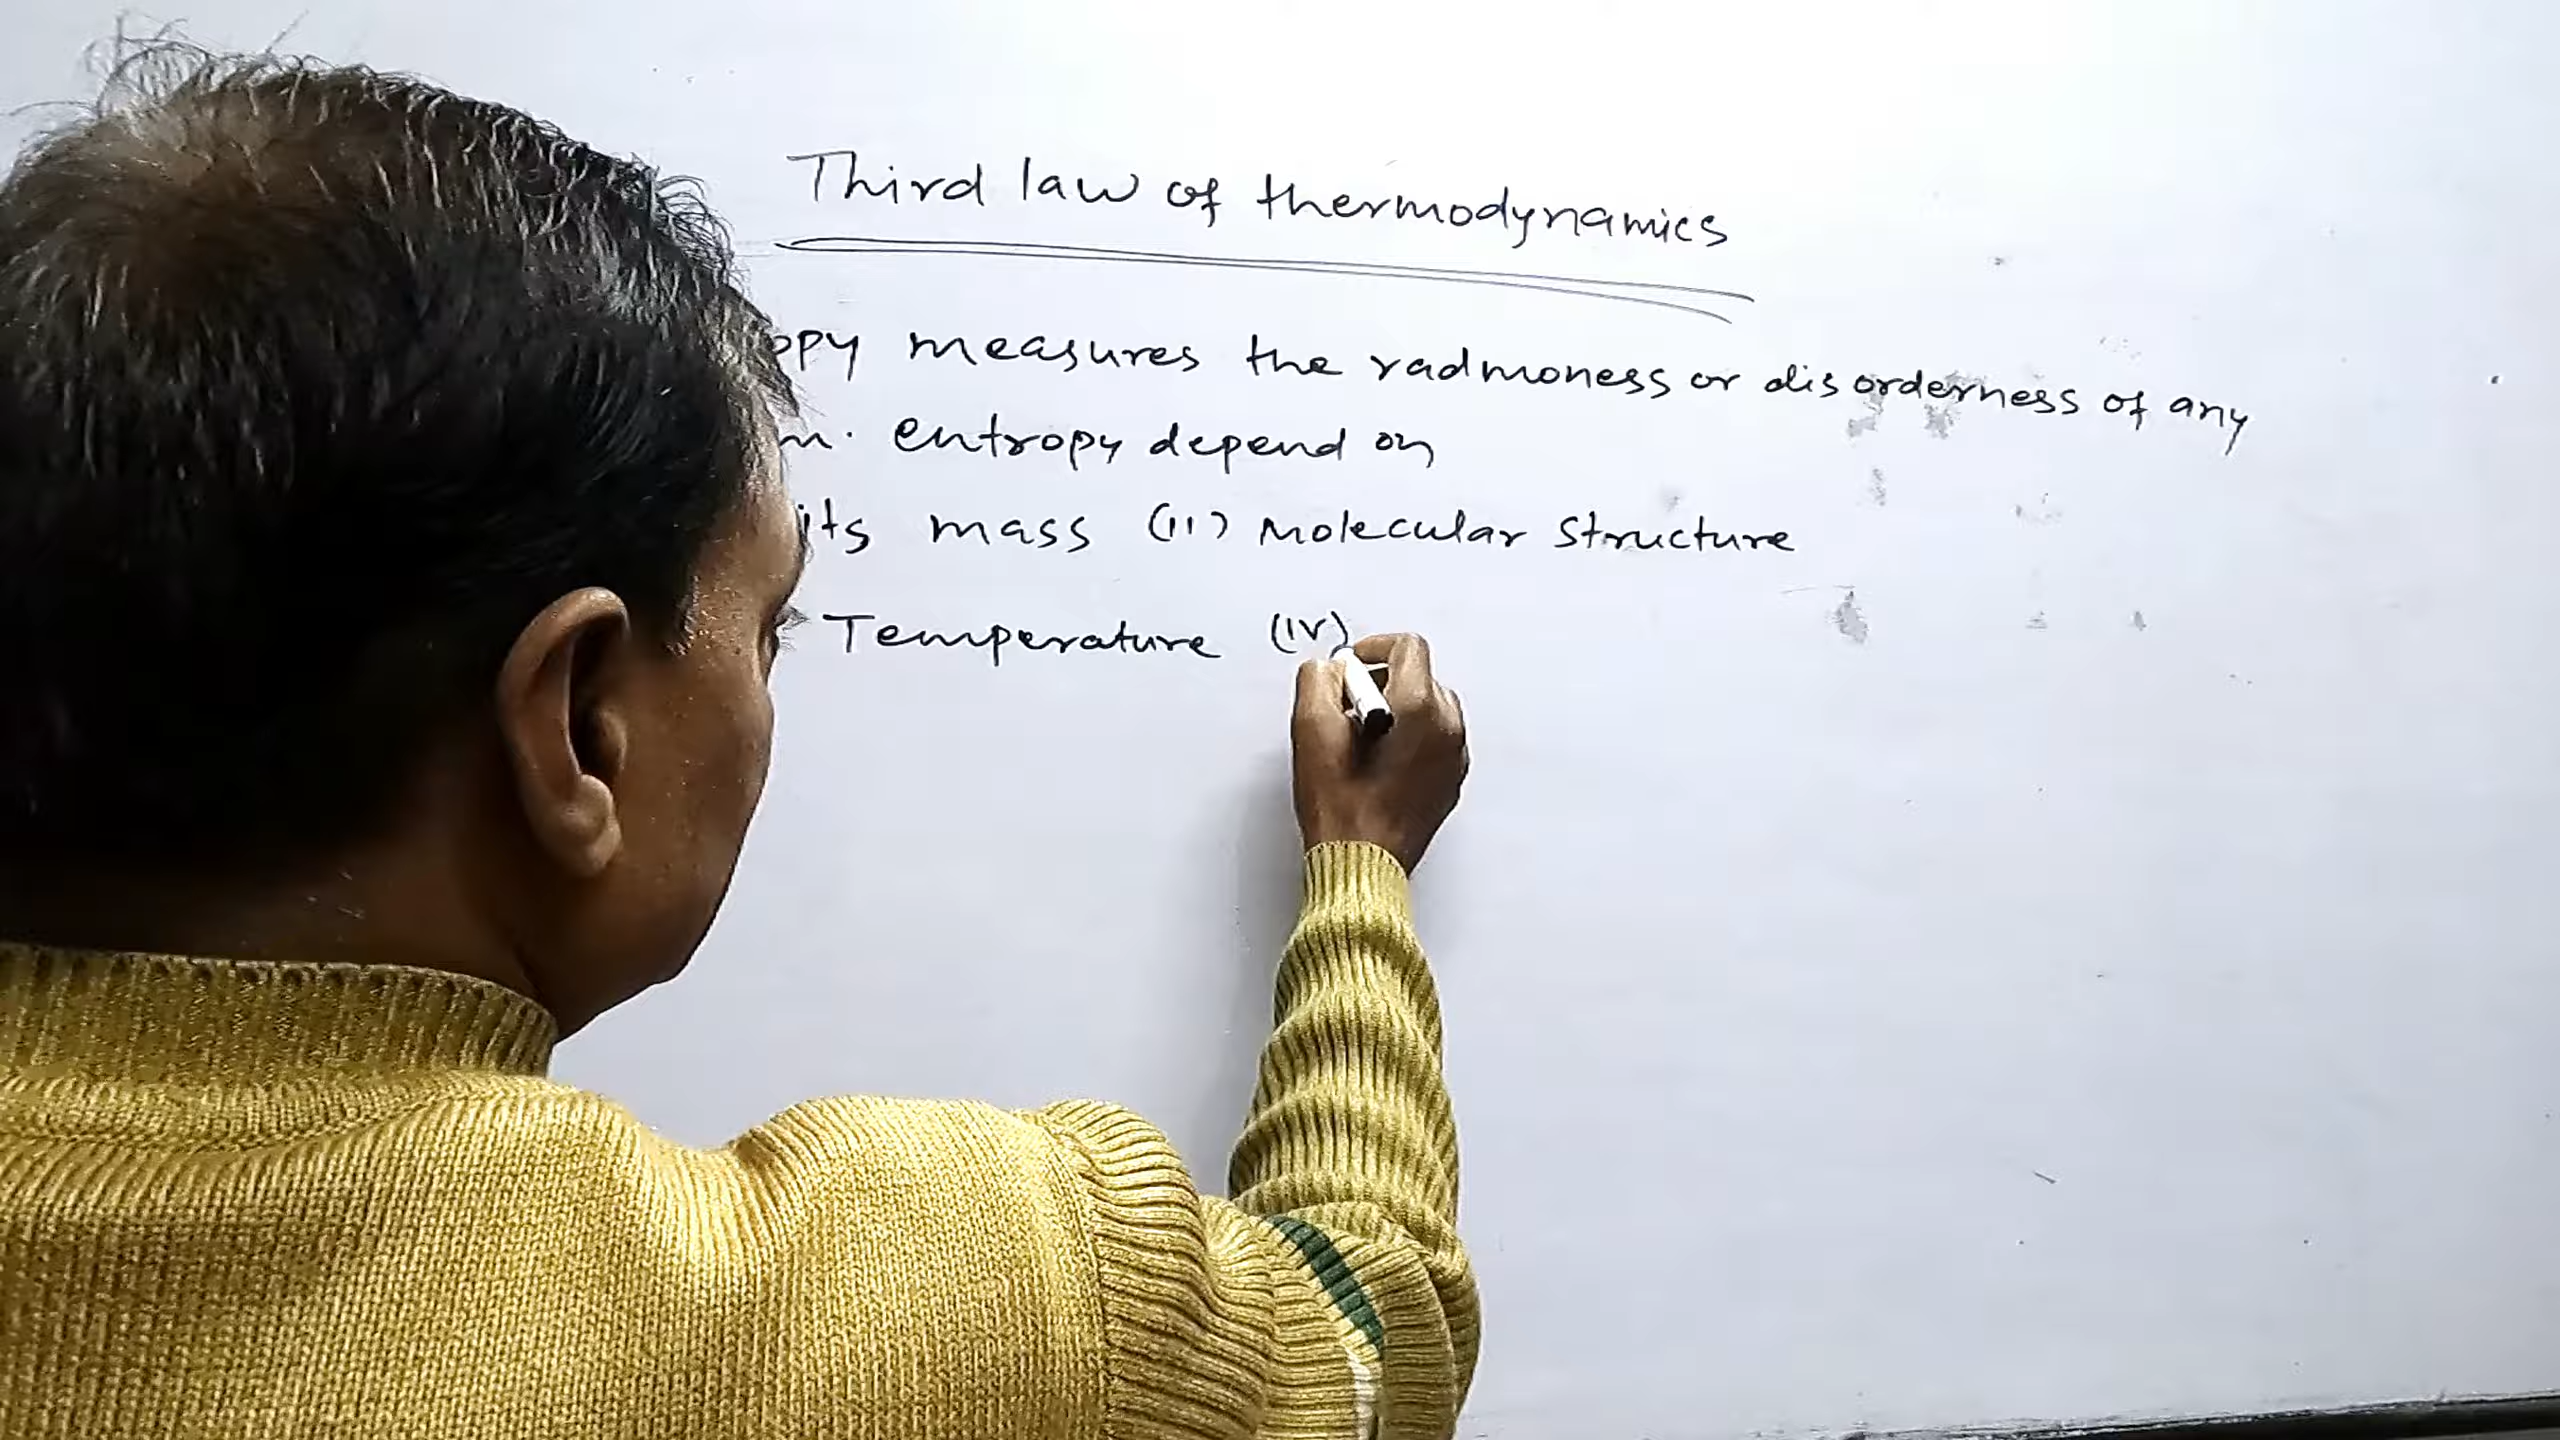 Third law of thermodynamics
measures the radmoness or disorderness of any
entropy depend on
its mass (ii) Molecular Structure
Temperature (iv)